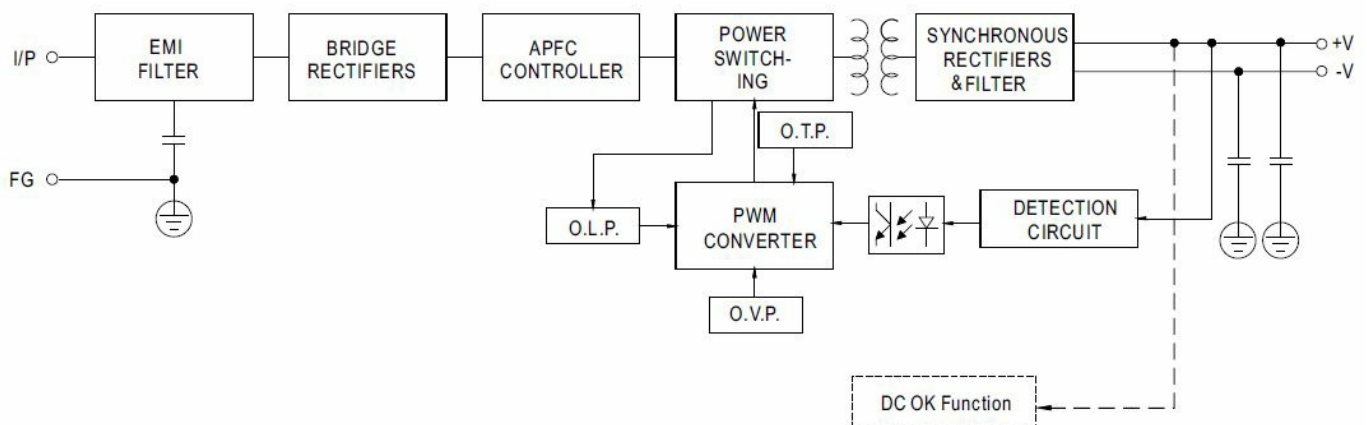 I/P
EMI
FILTER
BRIDGE
RECTIFIERS
APFC
CONTROLLER
POWER
SWITCH-
ING
SYNCHRONOUS
RECTIFIERS
&FILTER
+V
-V
O.T.P.
FG
O.L.P.
PWM
CONVERTER
DETECTION
CIRCUIT
O.V.P.
DC OK Function